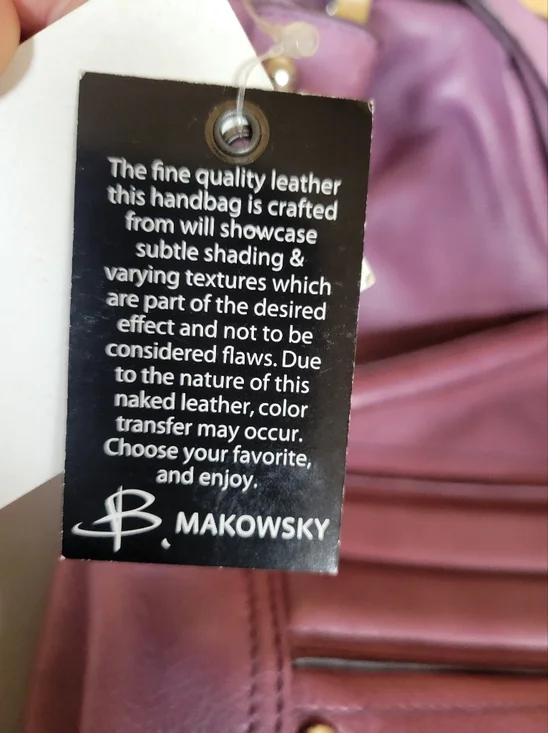 The fine quality leather
this handbag is crafted
from will showcase
subtle shading &
varying textures which
are part of the desired
effect and not to be
considered flaws. Due
to the nature of this
naked leather, color
transfer may occur.
Choose your favorite,
and enjoy.
B. MAKOWSKY